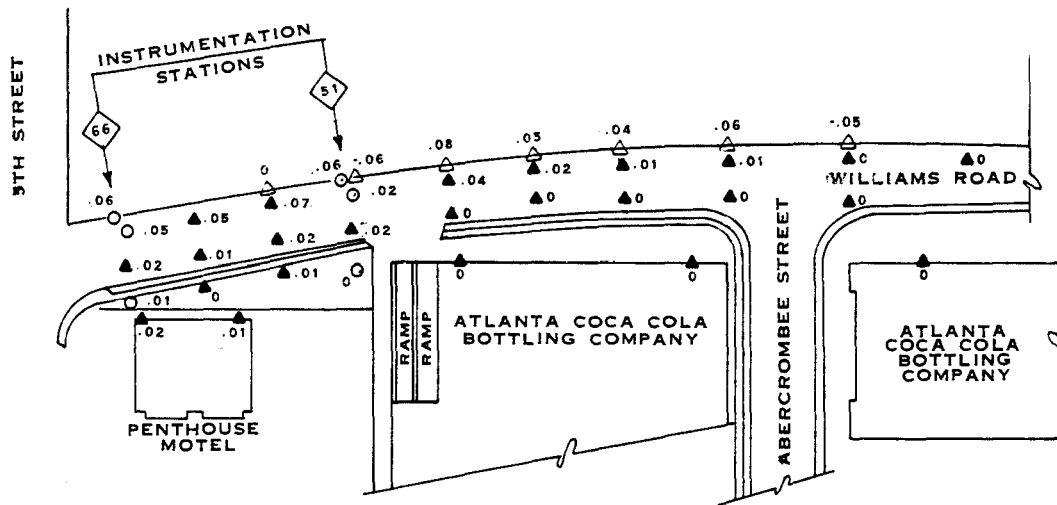 INSTRUMENTATION
STATIONS
5TH STREET
66
51
.06
.05
.05
0
.07
.06
-.06
.02
.08
.04
.03
.02
.04
.01
.06
.01
-.05
0
0
WILLIAMS ROAD
.02
.01
.02
.02
0
0
0
0
0
.01
0
.01
0
.02
.01
0
0
0
RAMP
RAMP
ATLANTA COCA COLA
BOTTLING COMPANY
ABERCROMBEE STREET
ATLANTA
COCA COLA
BOTTLING
COMPANY
PENTHOUSE
MOTEL